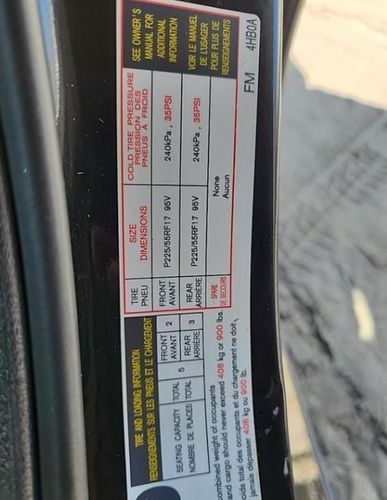 TIRE AND LOADING INFORMATION
RENSEIGNEMENTS SUR LES PNEUS ET LE CHARGEMENT
SEATING CAPACITY TOTAL 5 FRONT 2 REAR 3
NOMBRE DE PLACES TOTAL AVANT ARRIÈRE
combined weight of occupants
and cargo should never exceed 408 kg or 900 lbs.
poids total des occupants et du chargement ne doit
jamais dépasser 408 kg ou 900 lb.
TIRE SIZE COLD TIRE PRESSURE
PNEU DIMENSIONS PRESSION DES
PNEUS À FROID
FRONT P225/55RF17 95V 240kPa, 35PSI
AVANT
REAR P225/55RF17 95V 240kPa, 35PSI
ARRIÈRE
SPARE None
DE SECOURS Aucun
SEE OWNER'S
MANUAL FOR
ADDITIONAL
INFORMATION
VOIR LE MANUEL
DE L'USAGER
POUR PLUS DE
RENSEIGNEMENTS
FM 4HB0A